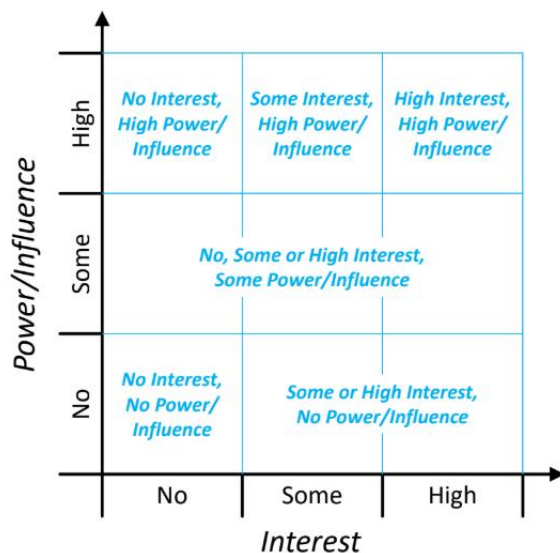 High
No Interest,
High Power/
Influence
Some Interest,
High Power/
Influence
High Interest,
High Power/
Influence
Power/Influence
Some
No, Some or High Interest,
Some Power/Influence
No
No Interest,
No Power/
Influence
Some or High Interest,
No Power/Influence
No
Some
High
Interest